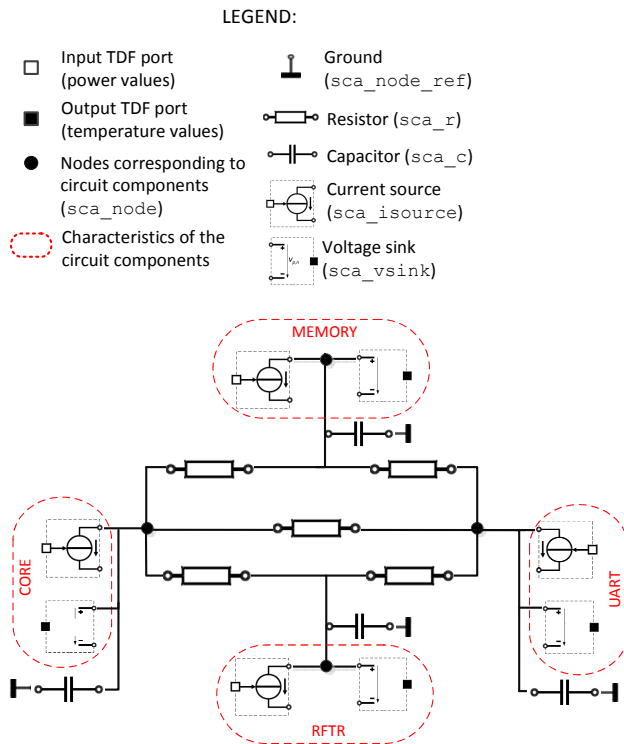 LEGEND:
Input TDF port
(power values)
Output TDF port
(temperature values)
Nodes corresponding to
circuit components
(sca_node)
Characteristics of the
circuit components
Ground
(sca_node_ref)
Resistor (sca_r)
Capacitor (sca_c)
Current source
(sca_isource)
+
Vp,n
−
Voltage sink
(sca_vsink)
MEMORY
+
−
CORE
+
−
UART
+
−
+
−
RFTR